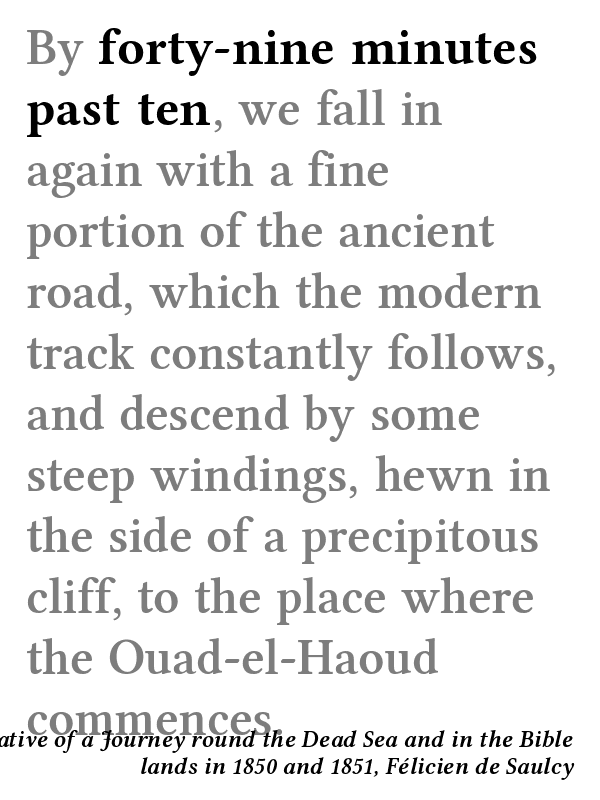 By forty-nine minutes
past ten, we fall in
again with a fine
portion of the ancient
road, which the modern
track constantly follows,
and descend by some
steep windings, hewn in
the side of a precipitous
cliff, to the place where
the Ouad-el-Haoud
commences.
of a Journey round the Dead Sea and in the Bible
lands in 1850 and 1851, Félicien de Saulcy